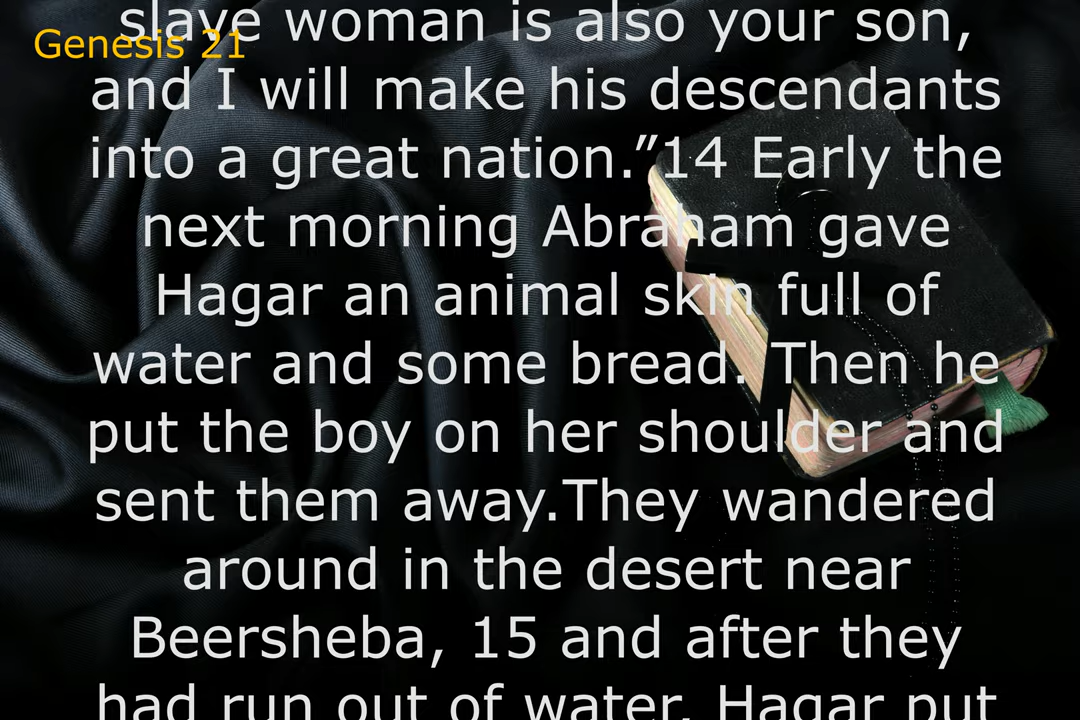 Genesis 21
slave woman is also your son,
and I will make his descendants
into a great nation.”14 Early the
next morning Abraham gave
Hagar an animal skin full of
water and some bread. Then he
put the boy on her shoulder and
sent them away.They wandered
around in the desert near
Beersheba, 15 and after they
had run out of water, Hagar put